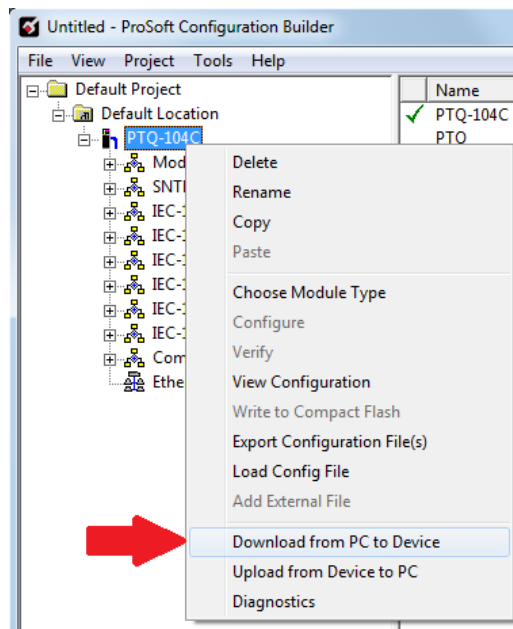 Untitled - ProSoft Configuration Builder
File View Project Tools Help
Default Project
Default Location
PTQ-104C
Name
PTQ-104C
Delete
Rename
Copy
Paste
Choose Module Type
Configure
Verify
View Configuration
Write to Compact Flash
Export Configuration File(s)
Load Config File
Add External File
Download from PC to Device
Upload from Device to PC
Diagnostics